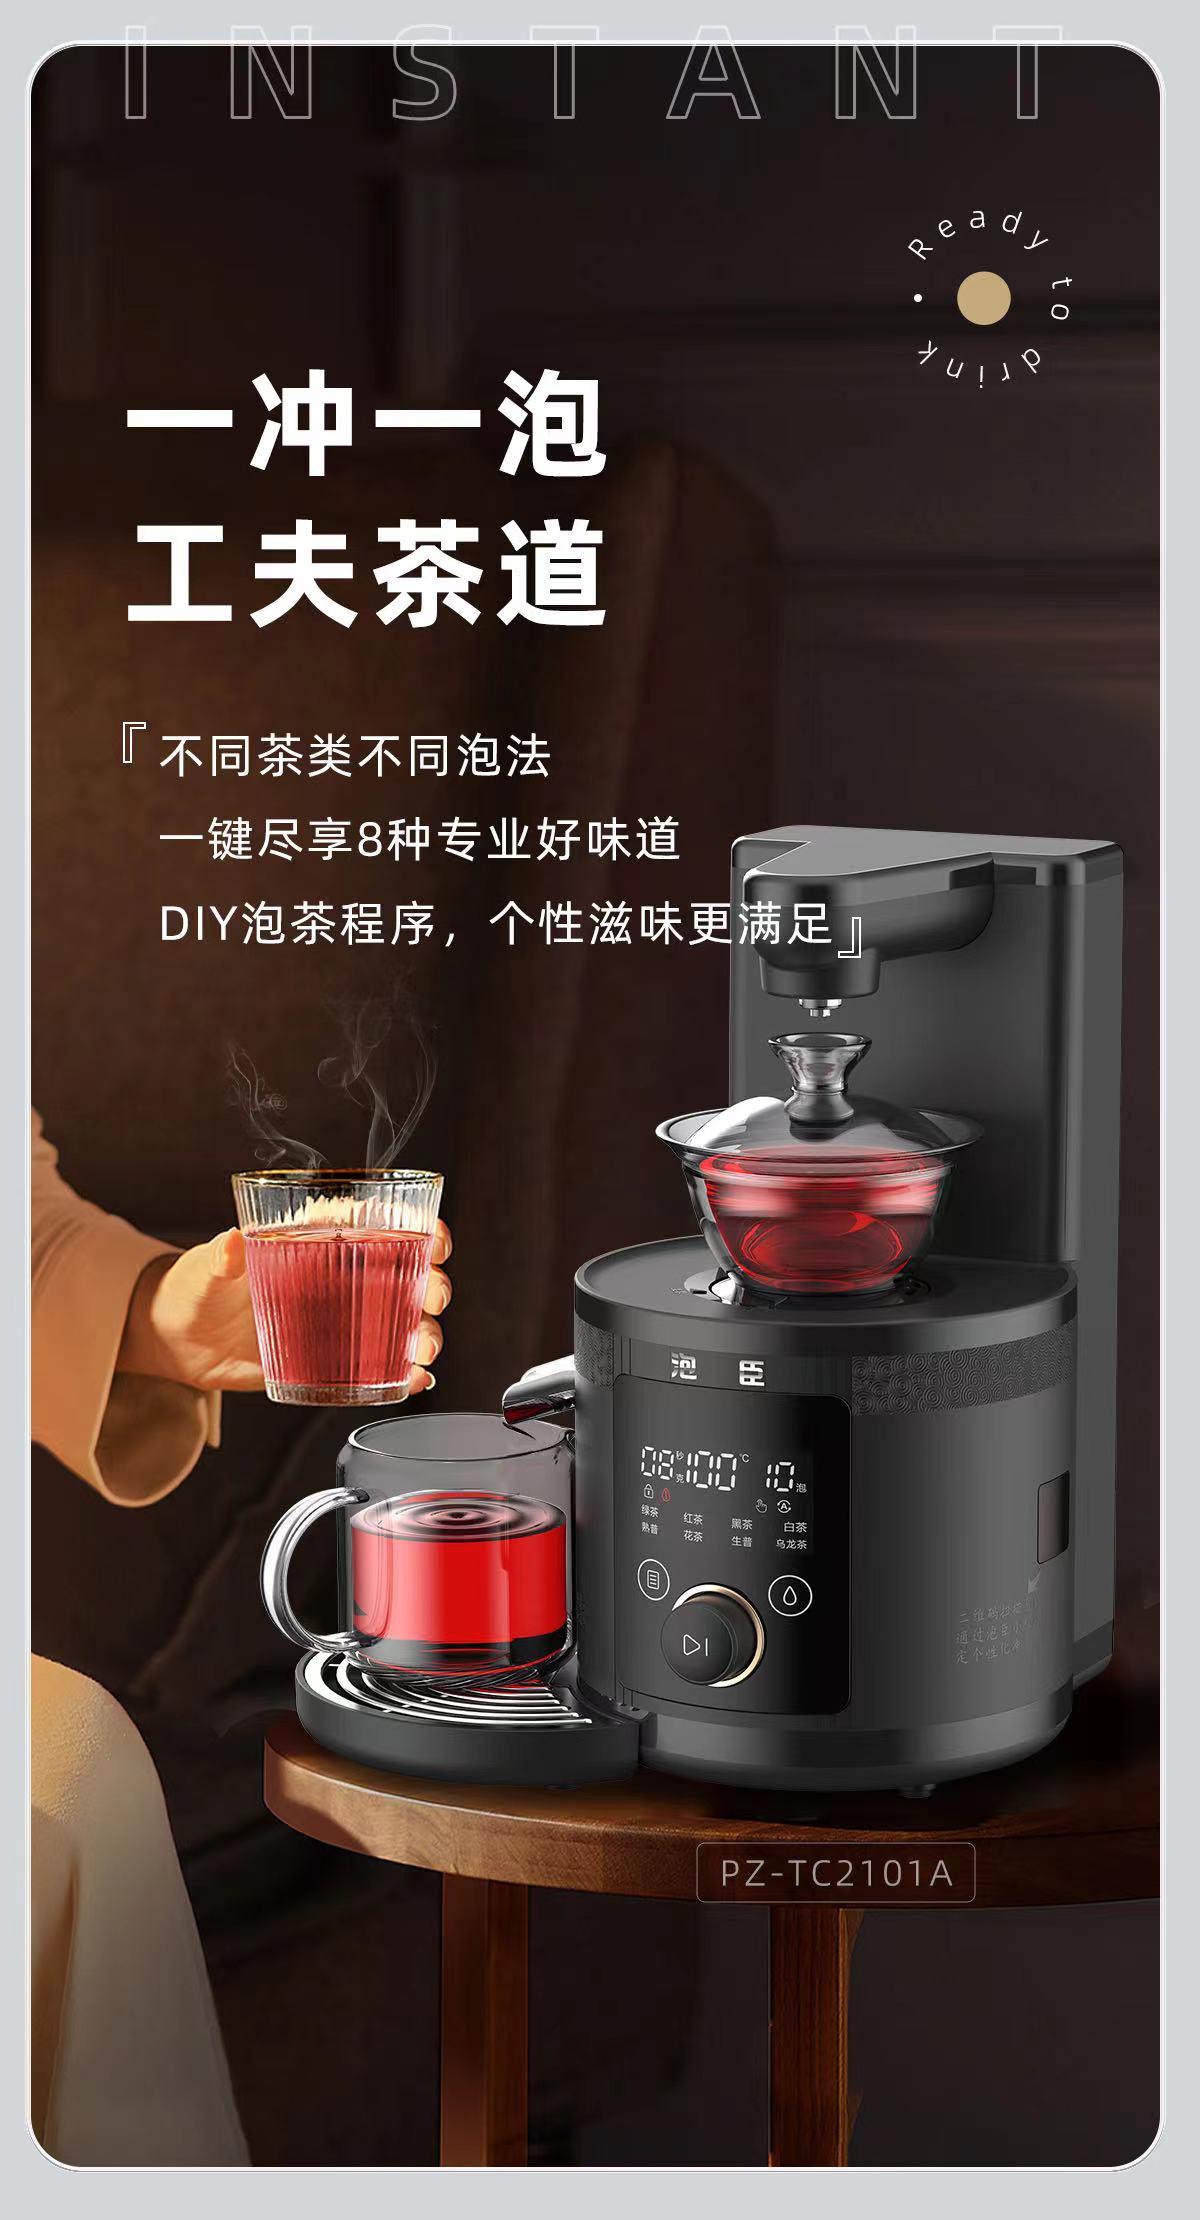 INSTANT
Ready to drink
一冲一泡
工夫茶道
『不同茶类不同泡法
一键尽享8种专业好味道
DIY泡茶程序，个性滋味更满足』
泡 臣
08 秒 克 100 °C 10 泡
绿茶 红茶 黑茶 白茶
熟普 花茶 生普 乌龙茶
PZ-TC2101A